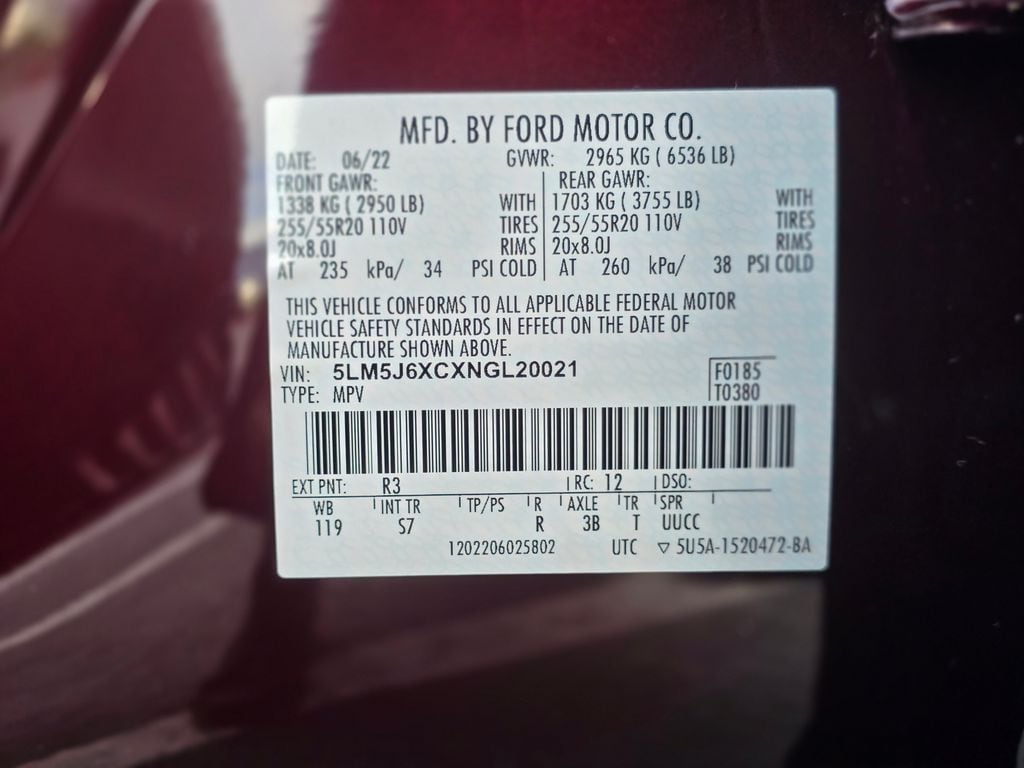 MFD. BY FORD MOTOR CO.
DATE: 06/22 GVWR: 2965 KG ( 6536 LB)
FRONT GAWR: REAR GAWR:
1338 KG ( 2950 LB) WITH 1703 KG ( 3755 LB) WITH
255/55R20 110V TIRES 255/55R20 110V TIRES
20x8.0J RIMS 20x8.0J RIMS
AT 235 kPa/ 34 PSI COLD AT 260 kPa/ 38 PSI COLD
THIS VEHICLE CONFORMS TO ALL APPLICABLE FEDERAL MOTOR
VEHICLE SAFETY STANDARDS IN EFFECT ON THE DATE OF
MANUFACTURE SHOWN ABOVE.
VIN: 5LM5J6XCXNGL20021 F0185
TYPE: MPV T0380
EXT PNT: R3 RC: 12 DSO:
WB INT TR TP/PS R AXLE TR SPR
119 S7 R 3B T UUCC
1202206025802 UTC ▽ 5U5A-1520472-BA